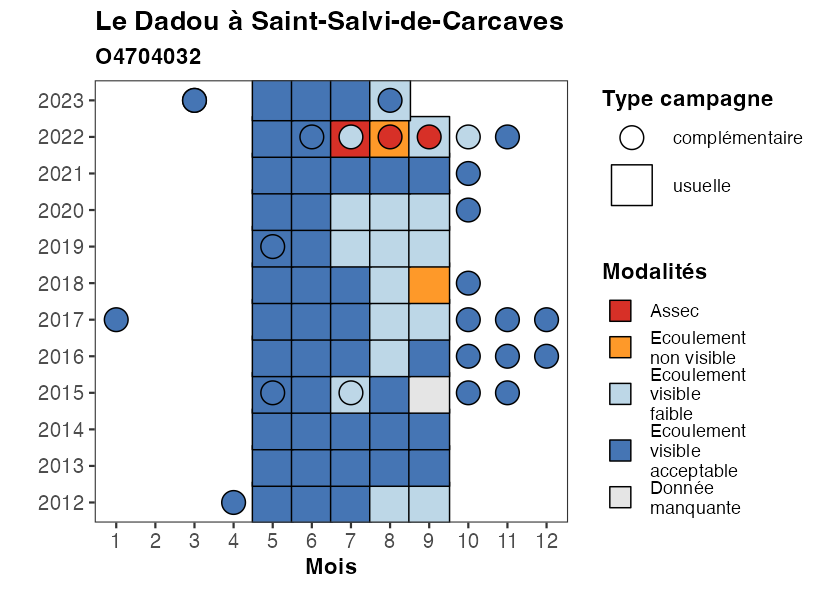 Le Dadou à Saint-Salvi-de-Carcaves
O4704032
2023
2022
2021
2020
2019
2018
2017
2016
2015
2014
2013
2012
1 2 3 4 5 6 7 8 9 10 11 12
Mois
Type campagne
complémentaire
usuelle
Modalités
Assec
Ecoulement
non visible
Ecoulement
visible
faible
Ecoulement
visible
acceptable
Donnée
manquante